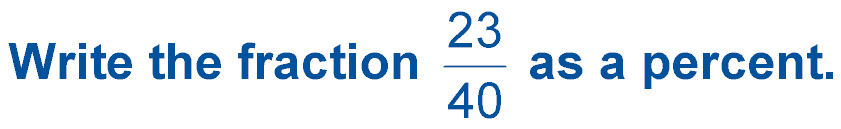 Write the fraction 23/40 as a percent.